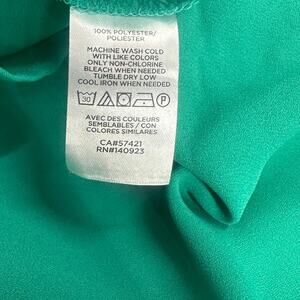 100% POLYESTER/
POLIESTER
MACHINE WASH COLD
WITH LIKE COLORS
ONLY NON-CHLORINE
BLEACH WHEN NEEDED
TUMBLE DRY LOW
COOL IRON WHEN NEEDED
30 P
AVEC DES COULEURS
SEMBLABLES / CON
COLORES SIMILARES
CA#57421
RN#140923